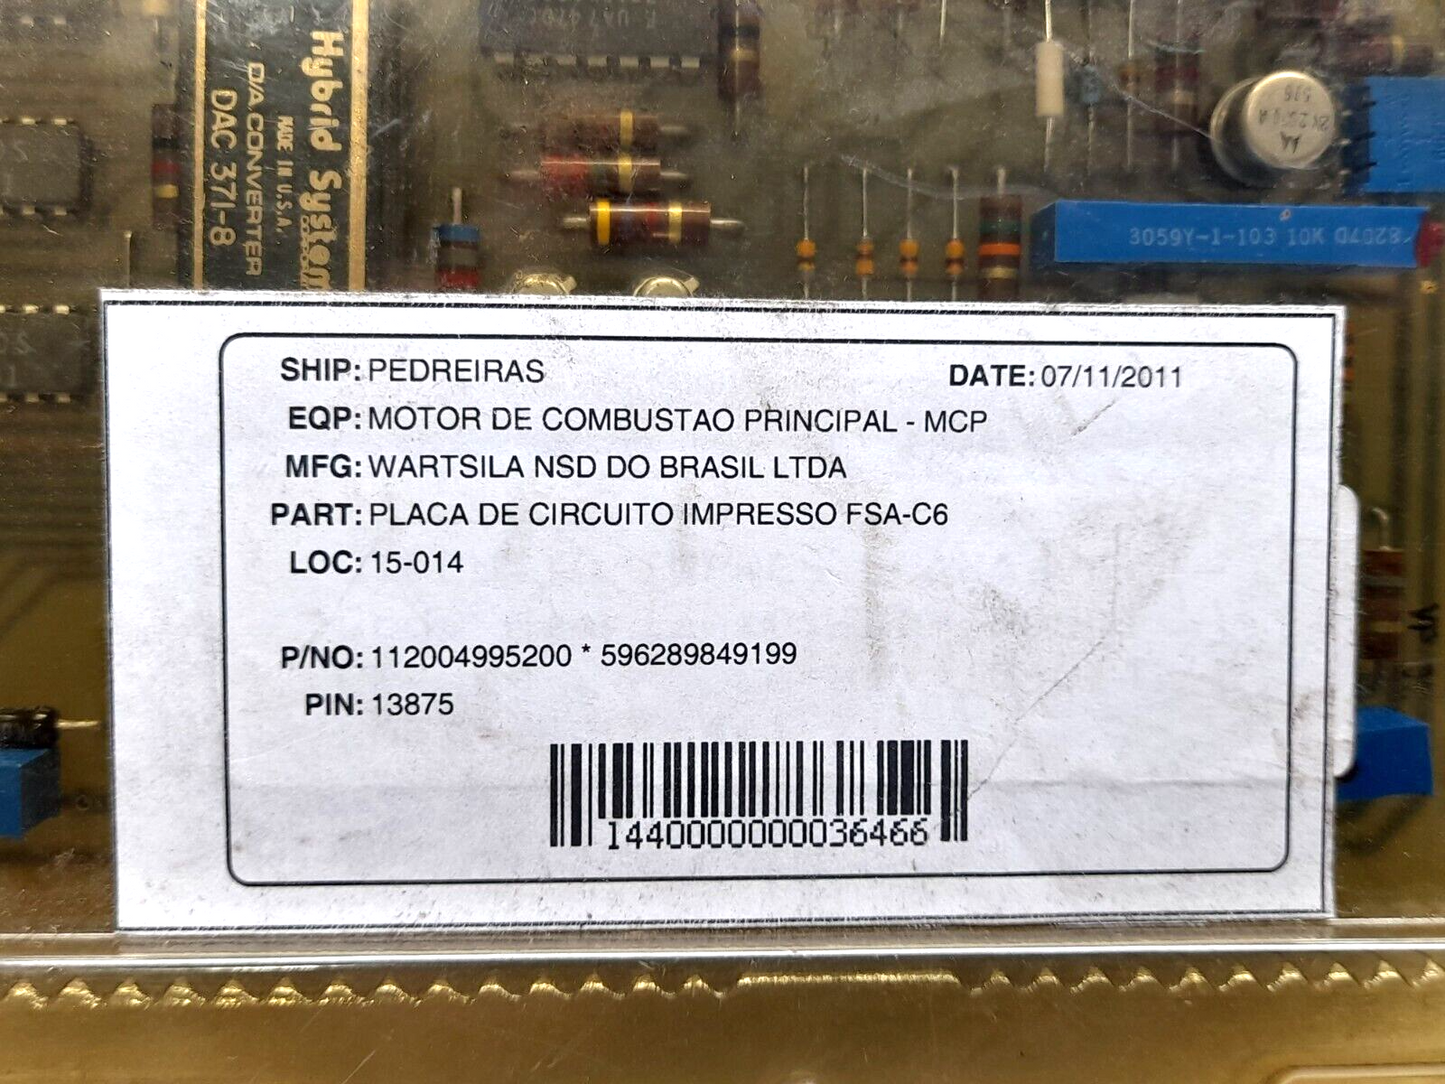 Hybrid Systems
MADE IN U.S.A.
D/A CONVERTER
DAC 371-8
3059Y-1-103 10K
SHIP: PEDREIRAS
DATE: 07/11/2011
EQP: MOTOR DE COMBUSTAO PRINCIPAL - MCP
MFG: WARTSILA NSD DO BRASIL LTDA
PART: PLACA DE CIRCUITO IMPRESSO FSA-C6
LOC: 15-014
P/NO: 112004995200 * 596289849199
PIN: 13875
1440000000036466